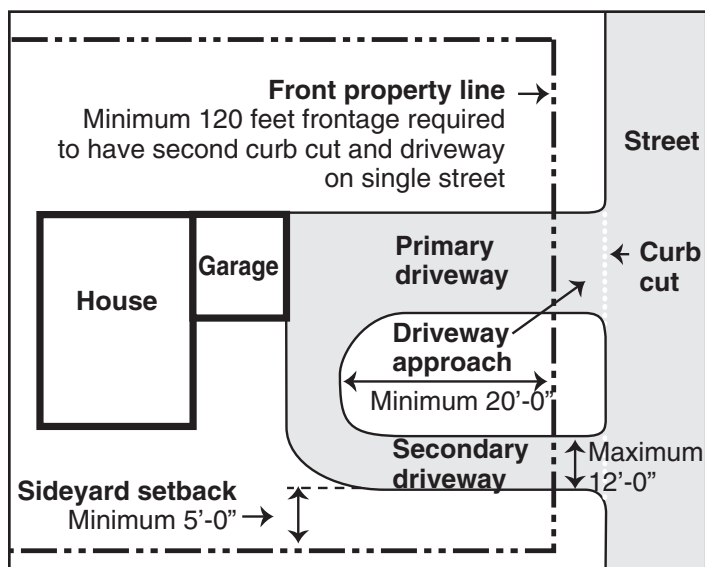 Front property line
Minimum 120 feet frontage required
to have second curb cut and driveway
on single street
Street
Primary
driveway
Curb
cut
Garage
House
Driveway
approach
Minimum 20’-0”
Secondary
driveway
Maximum
12’-0”
Sideyard setback
Minimum 5’-0”